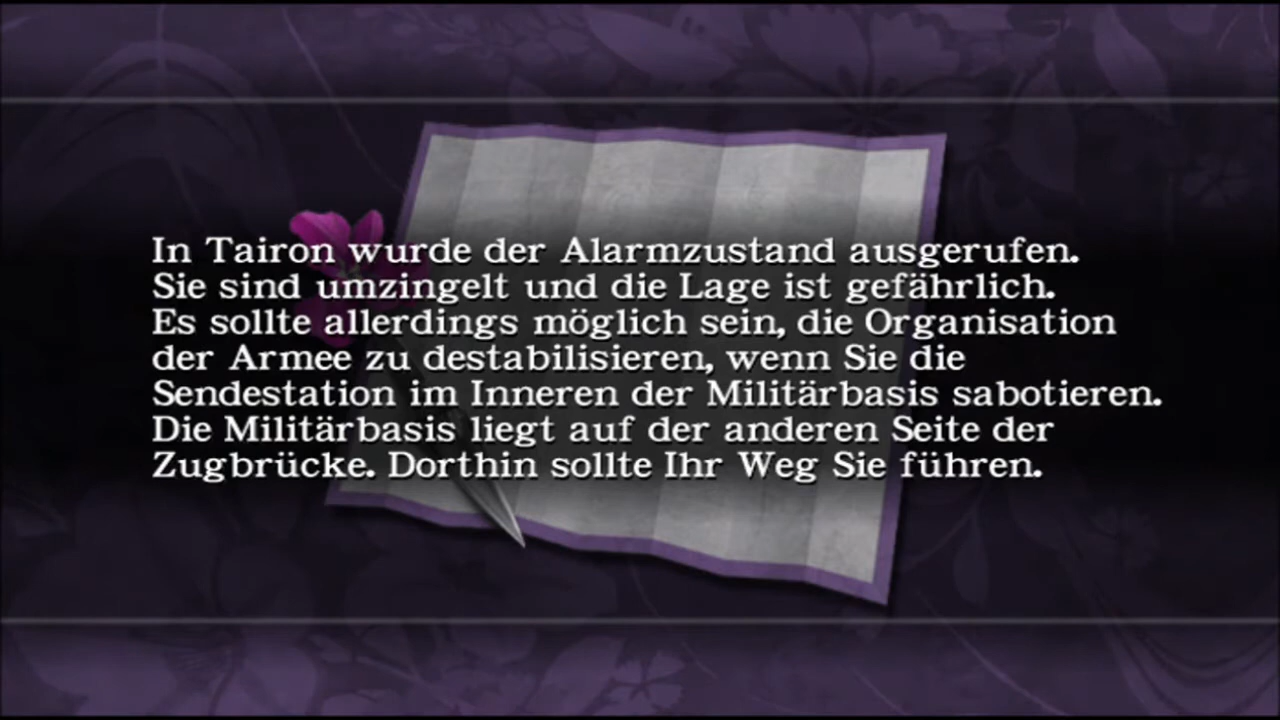 In Tairon wurde der Alarmzustand ausgerufen.
Sie sind umzingelt und die Lage ist gefährlich.
Es sollte allerdings möglich sein, die Organisation
der Armee zu destabilisieren, wenn Sie die
Sendestation im Inneren der Militärbasis sabotieren.
Die Militärbasis liegt auf der anderen Seite der
Zugbrücke. Dorthin sollte Ihr Weg Sie führen.